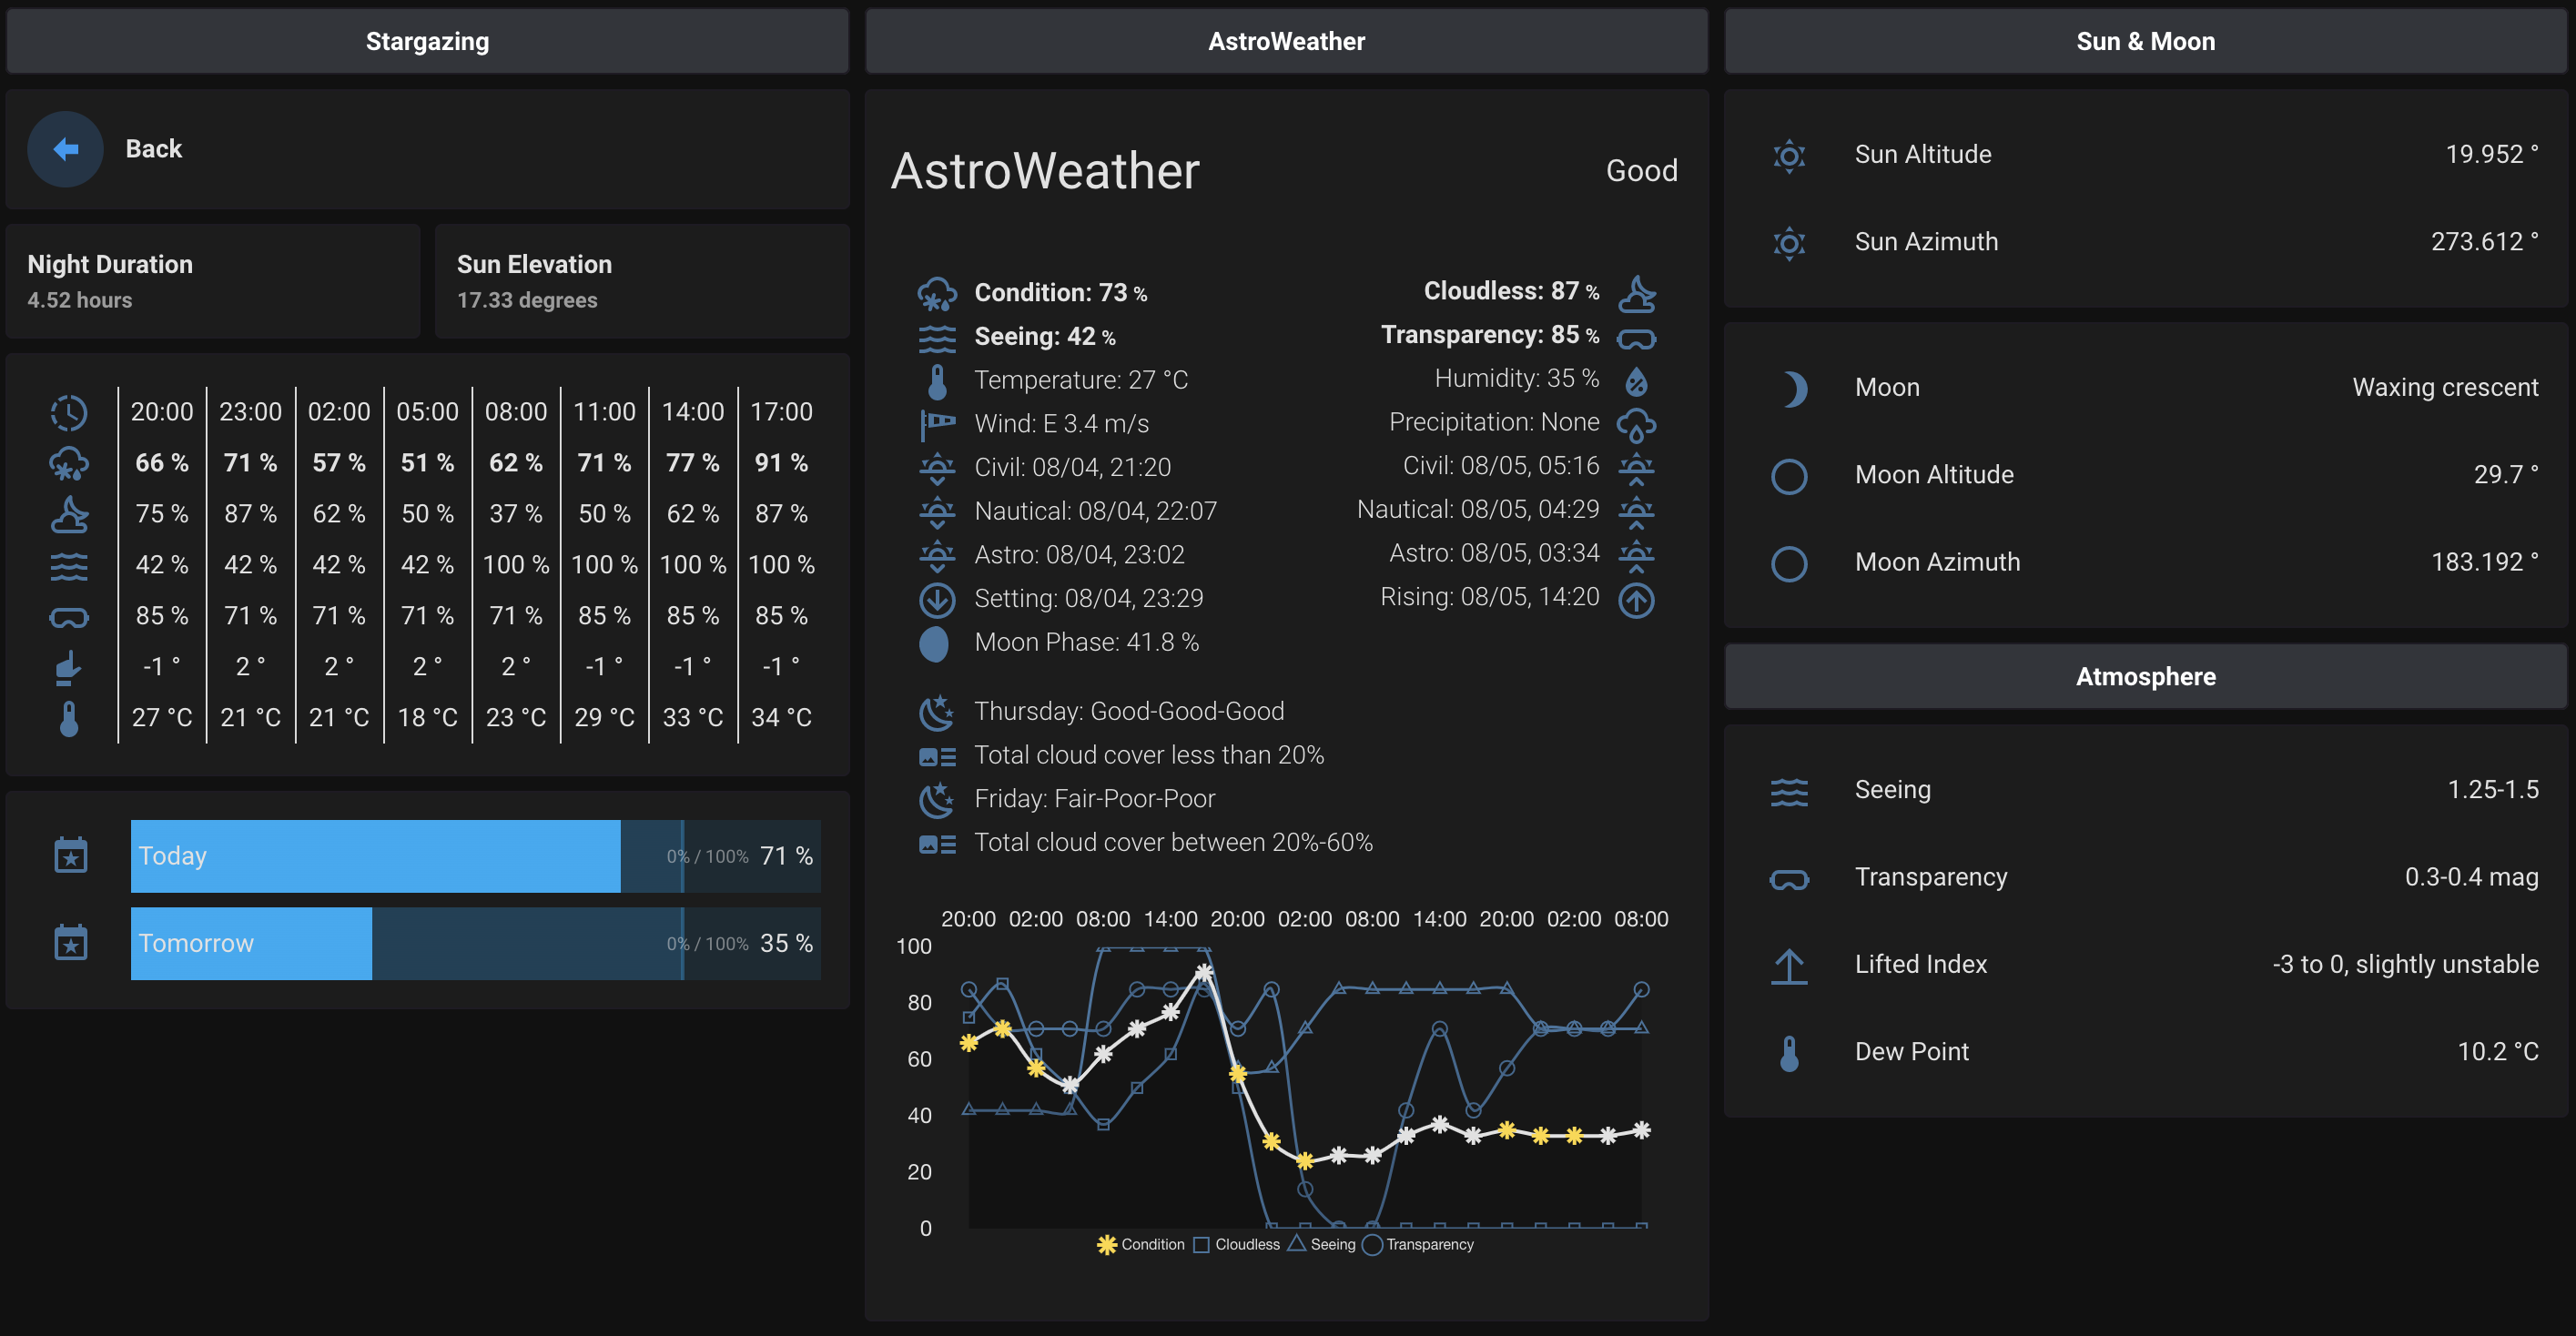 Stargazing
Back
Night Duration
4.52 hours
Sun Elevation
17.33 degrees
20:00 23:00 02:00 05:00 08:00 11:00 14:00 17:00
66 % 71 % 57 % 51 % 62 % 71 % 77 % 91 %
75 % 87 % 62 % 50 % 37 % 50 % 62 % 87 %
42 % 42 % 42 % 42 % 100 % 100 % 100 % 100 %
85 % 71 % 71 % 71 % 71 % 85 % 85 % 85 %
-1 ° 2 ° 2 ° 2 ° 2 ° -1 ° -1 ° -1 °
27 °C 21 °C 21 °C 18 °C 23 °C 29 °C 33 °C 34 °C
Today 0% / 100% 71 %
Tomorrow 0% / 100% 35 %
AstroWeather
AstroWeather Good
Condition: 73 % Cloudless: 87 %
Seeing: 42 % Transparency: 85 %
Temperature: 27 °C Humidity: 35 %
Wind: E 3.4 m/s Precipitation: None
Civil: 08/04, 21:20 Civil: 08/05, 05:16
Nautical: 08/04, 22:07 Nautical: 08/05, 04:29
Astro: 08/04, 23:02 Astro: 08/05, 03:34
Setting: 08/04, 23:29 Rising: 08/05, 14:20
Moon Phase: 41.8 %
Thursday: Good-Good-Good
Total cloud cover less than 20%
Friday: Fair-Poor-Poor
Total cloud cover between 20%-60%
20:00 02:00 08:00 14:00 20:00 02:00 08:00 14:00 20:00 02:00 08:00
100
80
60
40
20
0
Condition Cloudless Seeing Transparency
Sun & Moon
Sun Altitude 19.952 °
Sun Azimuth 273.612 °
Moon Waxing crescent
Moon Altitude 29.7 °
Moon Azimuth 183.192 °
Atmosphere
Seeing 1.25-1.5
Transparency 0.3-0.4 mag
Lifted Index -3 to 0, slightly unstable
Dew Point 10.2 °C